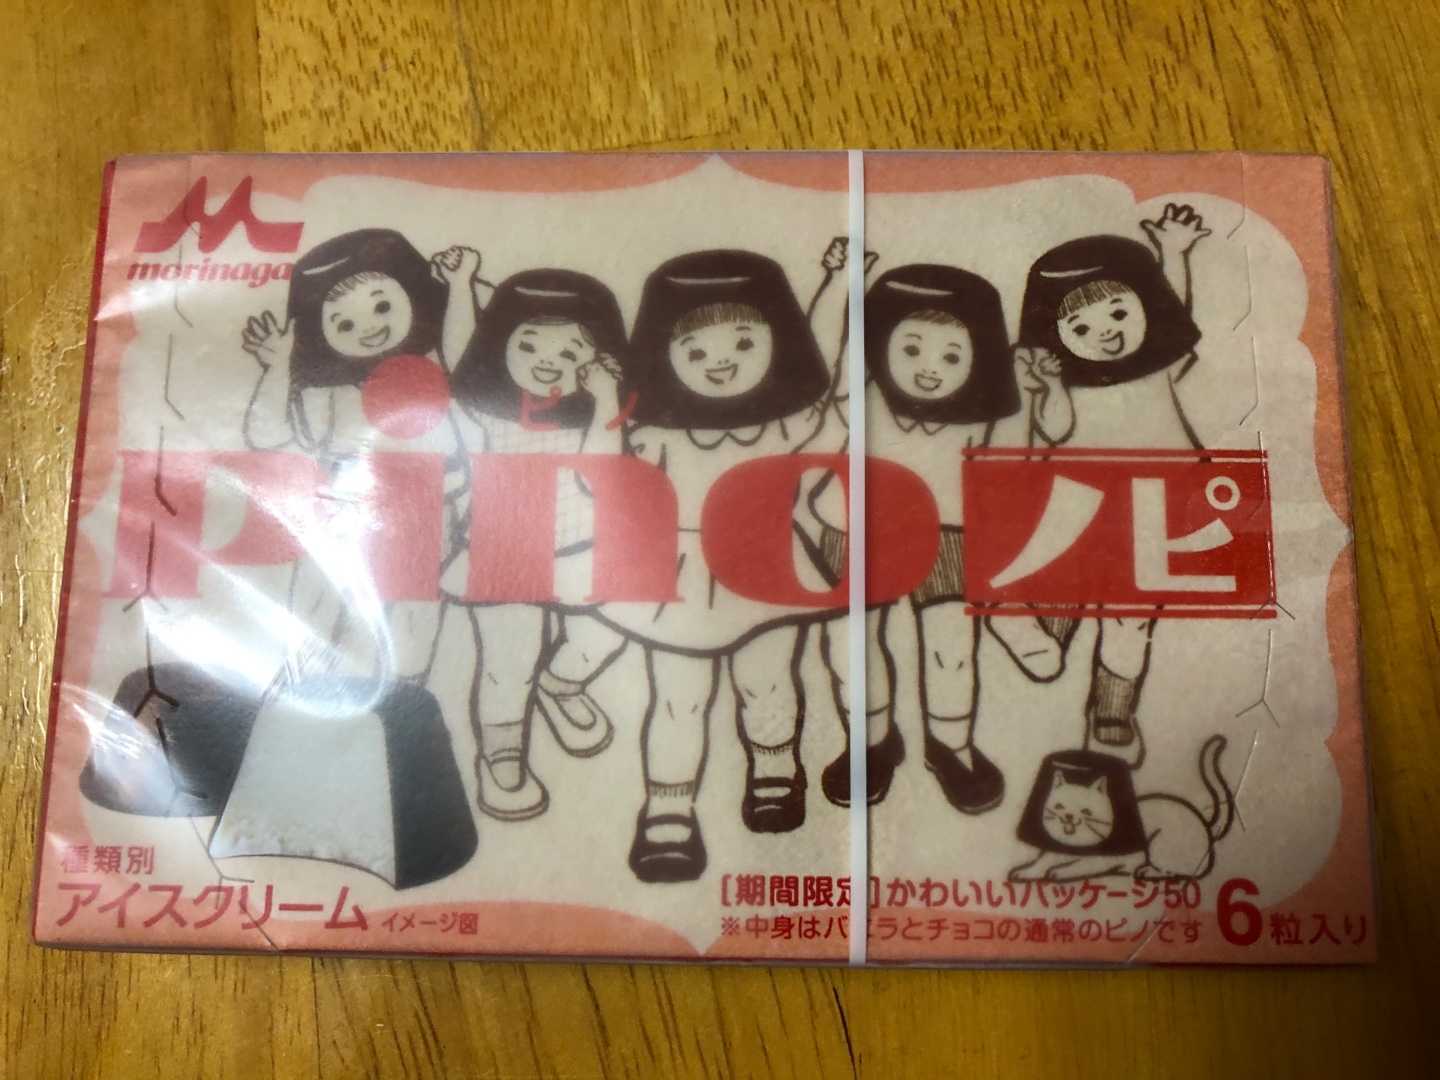 morinaga
ピノ
Pino
ノピ
種類別
アイスクリーム イメージ図
[期間限定]かわいいパッケージ50
※中身はバニラとチョコの通常のピノです
6粒入り